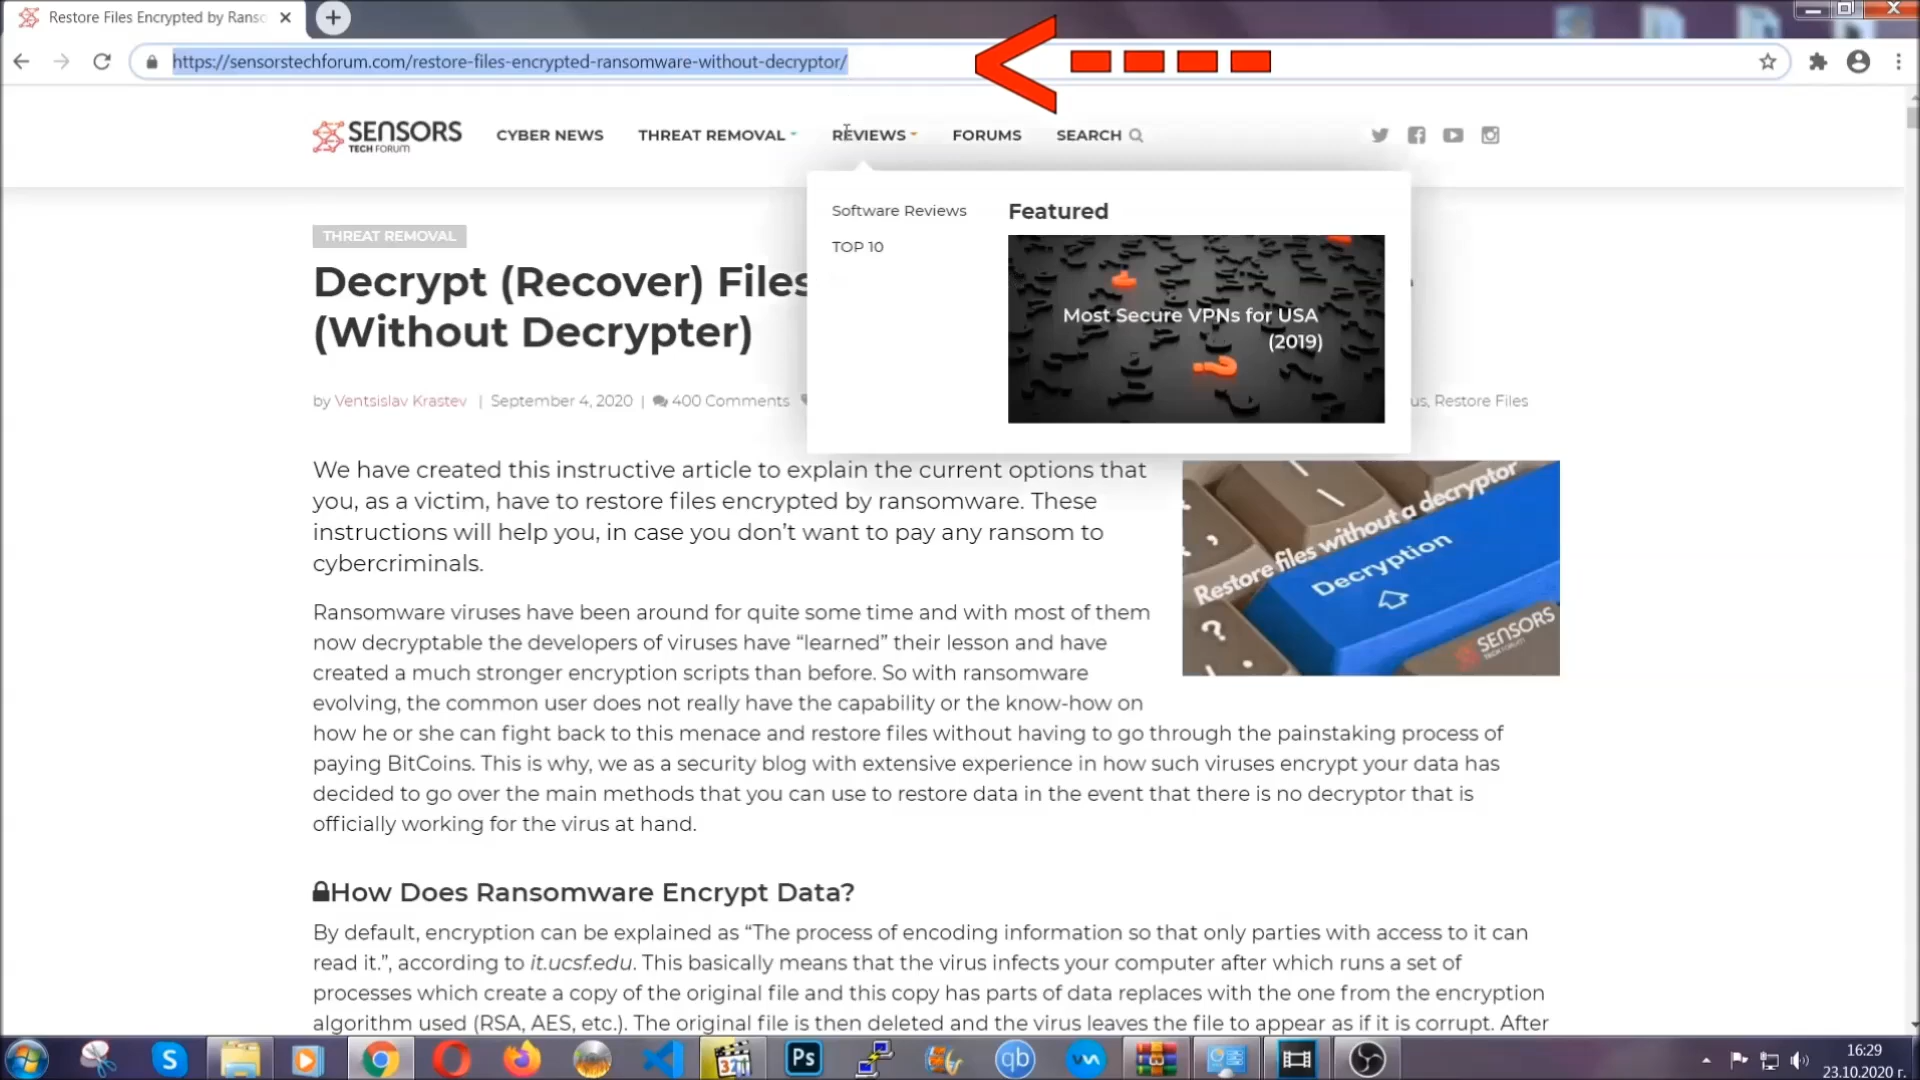 Restore Files Encrypted by Ranso
https://sensorstechforum.com/restore-files-encrypted-ransomware-without-decryptor/
SENSORS
TECH FORUM
CYBER NEWS
THREAT REMOVAL
REVIEWS
FORUMS
SEARCH
Software Reviews
TOP 10
Featured
Most Secure VPNs for USA
(2019)
THREAT REMOVAL
Decrypt (Recover) Files
(Without Decrypter)
by Ventsislav Krastev | September 4, 2020 | 400 Comments
us, Restore Files
We have created this instructive article to explain the current options that
you, as a victim, have to restore files encrypted by ransomware. These
instructions will help you, in case you don't want to pay any ransom to
cybercriminals.
Restore files without a decryptor
Decryption
SENSORS
TECH FORUM
Ransomware viruses have been around for quite some time and with most of them
now decryptable the developers of viruses have “learned” their lesson and have
created a much stronger encryption scripts than before. So with ransomware
evolving, the common user does not really have the capability or the know-how on
how he or she can fight back to this menace and restore files without having to go through the painstaking process of
paying BitCoins. This is why, we as a security blog with extensive experience in how such viruses encrypt your data has
decided to go over the main methods that you can use to restore data in the event that there is no decryptor that is
officially working for the virus at hand.
How Does Ransomware Encrypt Data?
By default, encryption can be explained as “The process of encoding information so that only parties with access to it can
read it.”, according to it.ucsf.edu. This basically means that the virus infects your computer after which runs a set of
processes which create a copy of the original file and this copy has parts of data replaces with the one from the encryption
algorithm used (RSA, AES, etc.). The original file is then deleted and the virus leaves the file to appear as if it is corrupt. After
S
321
Ps
qb
16:29
23.10.2020 г.